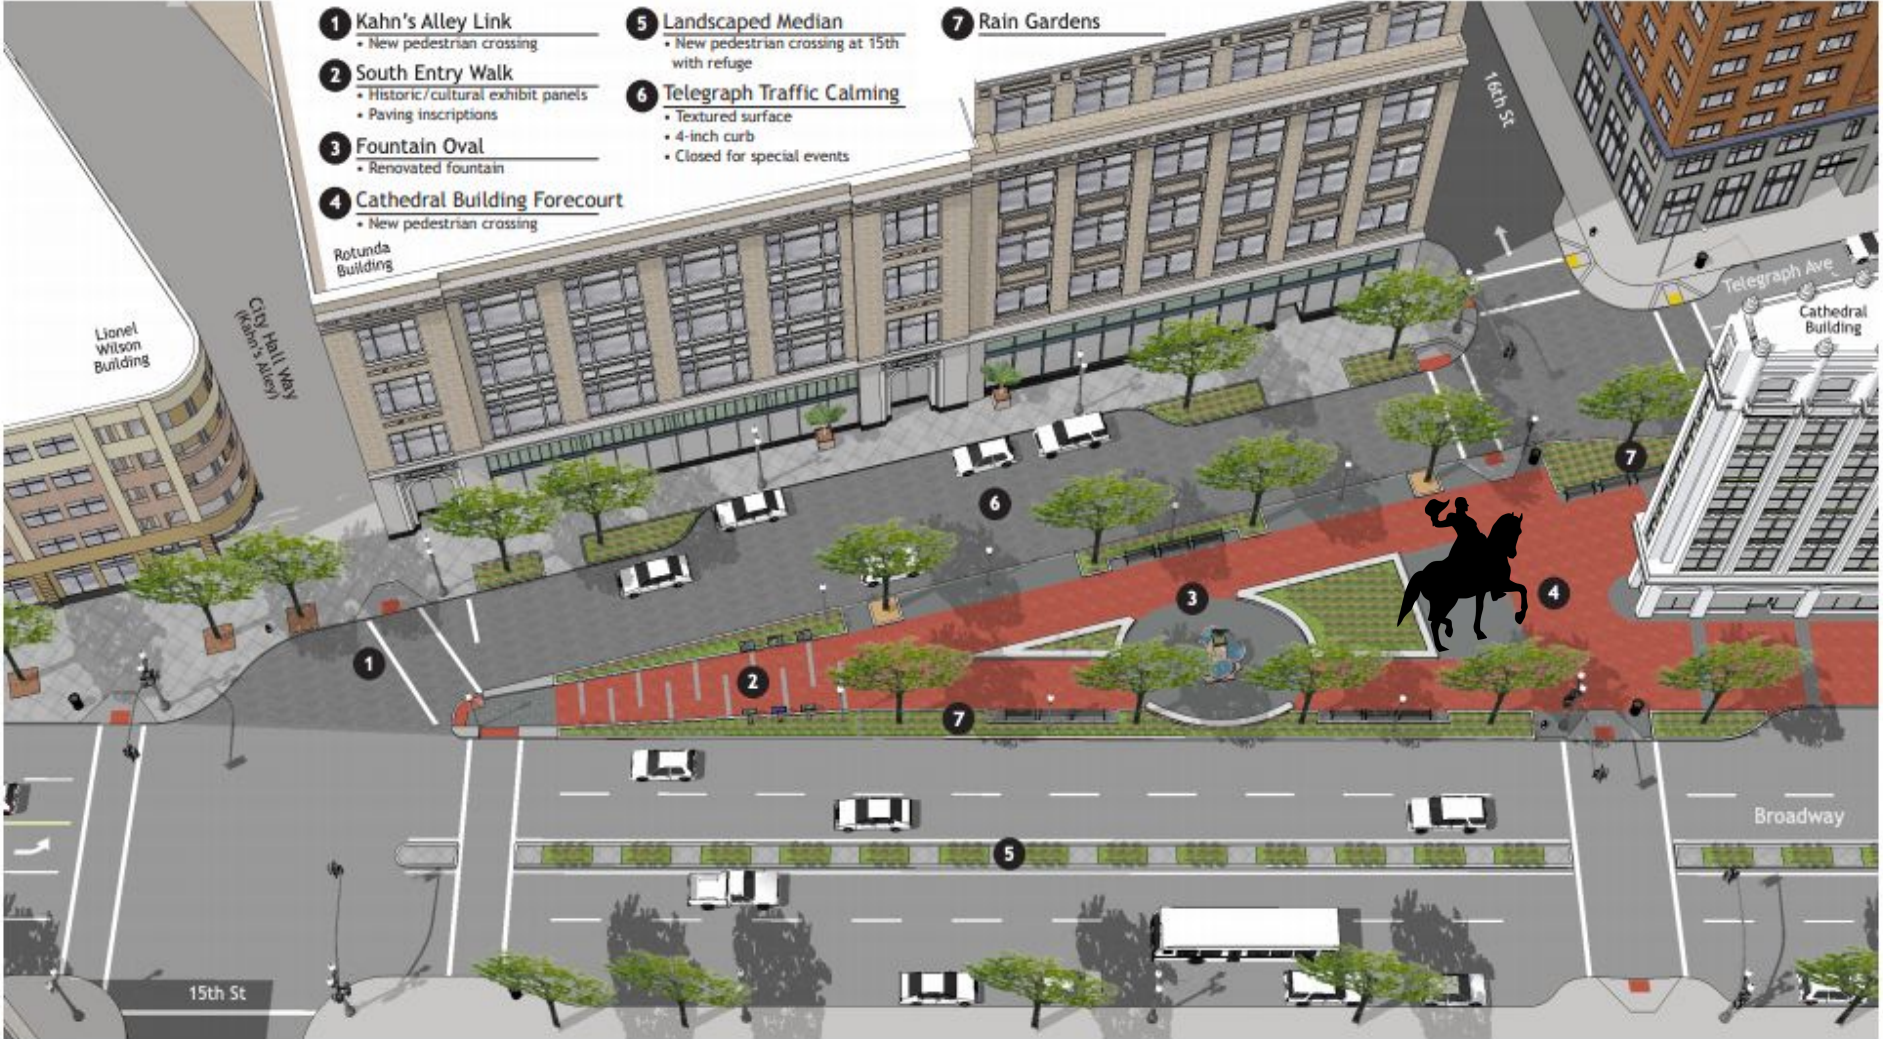 1 Kahn's Alley Link
• New pedestrian crossing
2 South Entry Walk
• Historic/cultural exhibit panels
• Paving inscriptions
3 Fountain Oval
• Renovated fountain
4 Cathedral Building Forecourt
• New pedestrian crossing
5 Landscaped Median
• New pedestrian crossing at 15th
with refuge
6 Telegraph Traffic Calming
• Textured surface
• 4-inch curb
• Closed for special events
7 Rain Gardens
16th St
Rotunda
Building
Telegraph Ave
Cathedral
Building
Lionel
Wilson
Building
City Hall Way
(Kahn's Alley)
7
6
3
4
1
2
7
Broadway
5
15th St